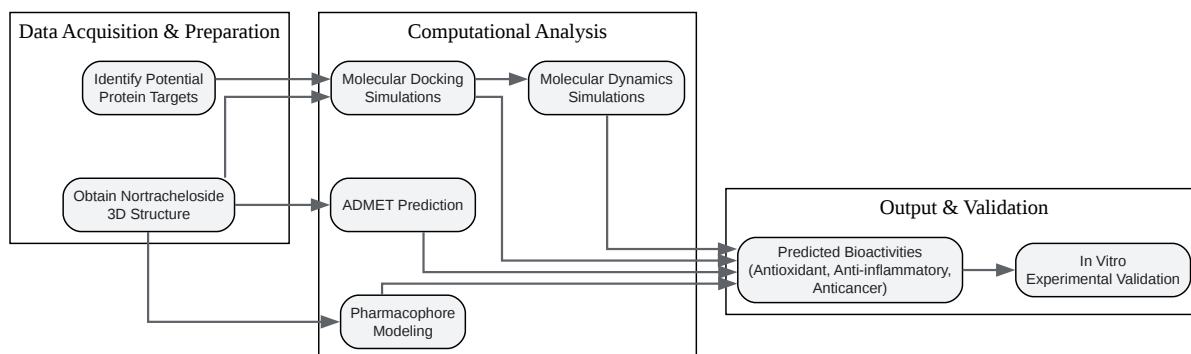 Data Acquisition & Preparation
Identify Potential
Protein Targets
Obtain Nortracheloside
3D Structure
Computational Analysis
Molecular Docking
Simulations
Molecular Dynamics
Simulations
ADMET Prediction
Pharmacophore
Modeling
Output & Validation
Predicted Bioactivities
(Antioxidant, Anti-inflammatory,
Anticancer)
In Vitro
Experimental Validation